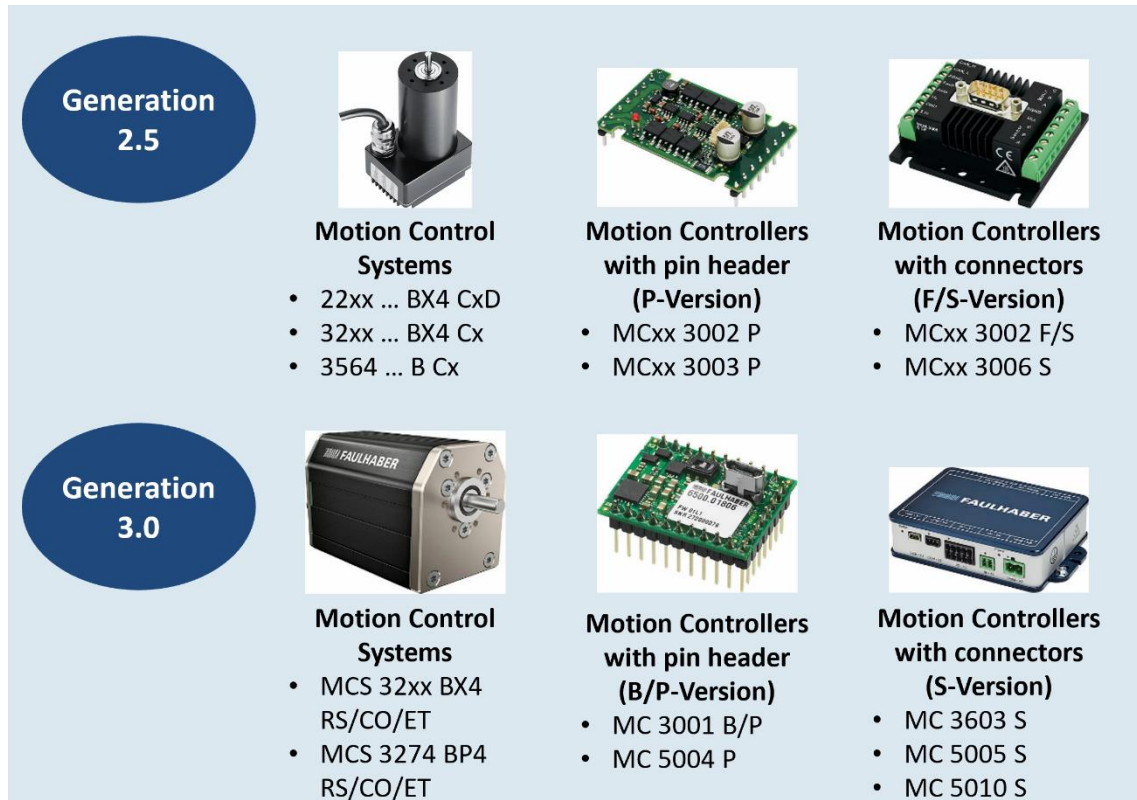 Generation
2.5
Motion Control
Systems
• 22xx ... BX4 CxD
• 32xx ... BX4 Cx
• 3564 ... B Cx
Motion Controllers
with pin header
(P-Version)
• MCxx 3002 P
• MCxx 3003 P
Motion Controllers
with connectors
(F/S-Version)
• MCxx 3002 F/S
• MCxx 3006 S
Generation
3.0
FAULHABER
Motion Control
Systems
• MCS 32xx BX4
RS/CO/ET
• MCS 3274 BP4
RS/CO/ET
FAULHABER
6500.01606
Motion Controllers
with pin header
(B/P-Version)
• MC 3001 B/P
• MC 5004 P
FAULHABER
Motion Controllers
with connectors
(S-Version)
• MC 3603 S
• MC 5005 S
• MC 5010 S